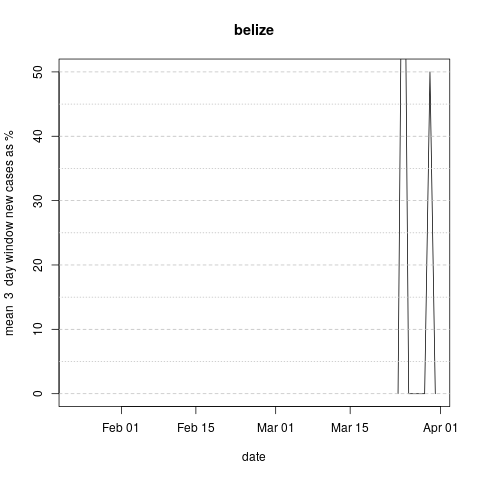 belize
mean 3 day window new cases as %
50
40
30
20
10
0
Feb 01
Feb 15
Mar 01
Mar 15
Apr 01
date